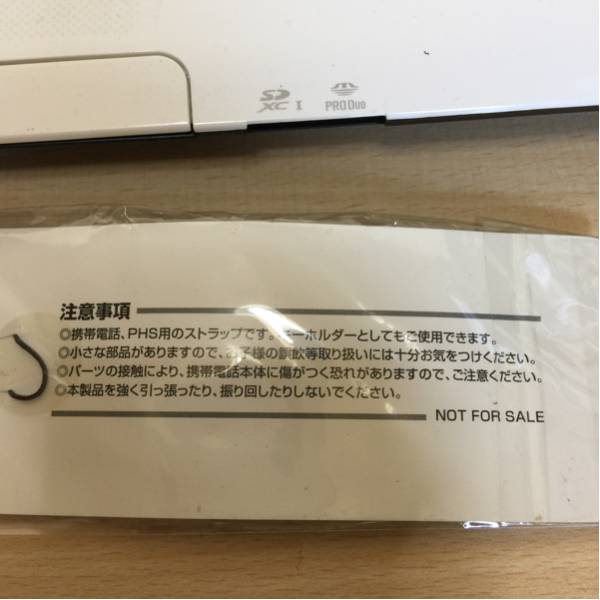 SD XC I PRO Duo
注意事項
◎携帯電話、PHS用のストラップです。キーホルダーとしてもご使用できます。
◎小さな部品がありますので、お子様の誤飲等取り扱いには十分お気をつけください。
◎パーツの接触により、携帯電話本体に傷がつく恐れがありますので、ご注意ください。
◎本製品を強く引っ張ったり、振り回したりしないでください。
NOT FOR SALE